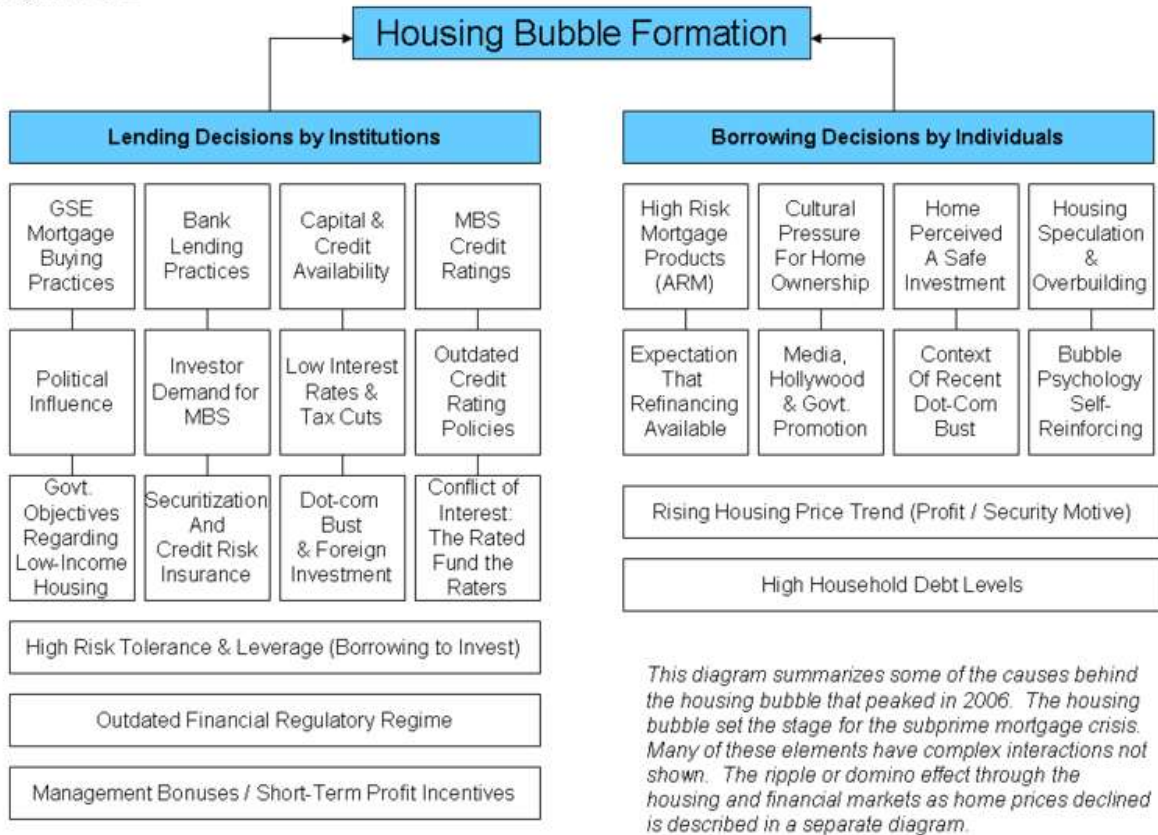 Housing Bubble Formation
Lending Decisions by Institutions
GSE
Mortgage
Buying
Practices
Bank
Lending
Practices
Capital &
Credit
Availability
MBS
Credit
Ratings
Political
Influence
Investor
Demand for
MBS
Low Interest
Rates &
Tax Cuts
Outdated
Credit
Rating
Policies
Govt.
Objectives
Regarding
Low-Income
Housing
Securitization
And
Credit Risk
Insurance
Dot-com
Bust
& Foreign
Investment
Conflict of
Interest:
The Rated
Fund the
Raters
High Risk Tolerance & Leverage (Borrowing to Invest)
Outdated Financial Regulatory Regime
Management Bonuses / Short-Term Profit Incentives
Borrowing Decisions by Individuals
High Risk
Mortgage
Products
(ARM)
Cultural
Pressure
For Home
Ownership
Home
Perceived
A Safe
Investment
Housing
Speculation
&
Overbuilding
Expectation
That
Refinancing
Available
Media,
Hollywood
& Govt.
Promotion
Context
Of Recent
Dot-Com
Bust
Bubble
Psychology
Self-
Reinforcing
Rising Housing Price Trend (Profit / Security Motive)
High Household Debt Levels
This diagram summarizes some of the causes behind
the housing bubble that peaked in 2006. The housing
bubble set the stage for the subprime mortgage crisis.
Many of these elements have complex interactions not
shown. The ripple or domino effect through the
housing and financial markets as home prices declined
is described in a separate diagram.